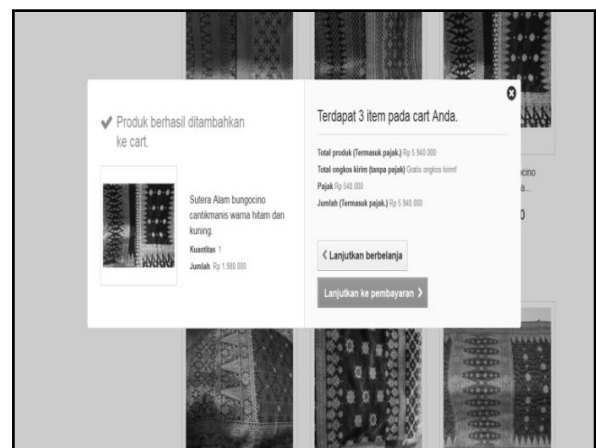 Produk berhasil ditambahkan
ke cart.
Sutera Alam bungocino
cantikmanis warna hitam dan
kuning.
Kuantitas 1
Jumlah Rp 1.980 000
Terdapat 3 item pada cart Anda.
Total produk (Termasuk pajak.) Rp 5.940 000
Total ongkos kirim (tanpa pajak) Gratis ongkos kirim!
Pajak Rp 540 000
Jumlah (Termasuk pajak.) Rp 5.940 000
Lanjutkan berbelanja
Lanjutkan ke pembayaran